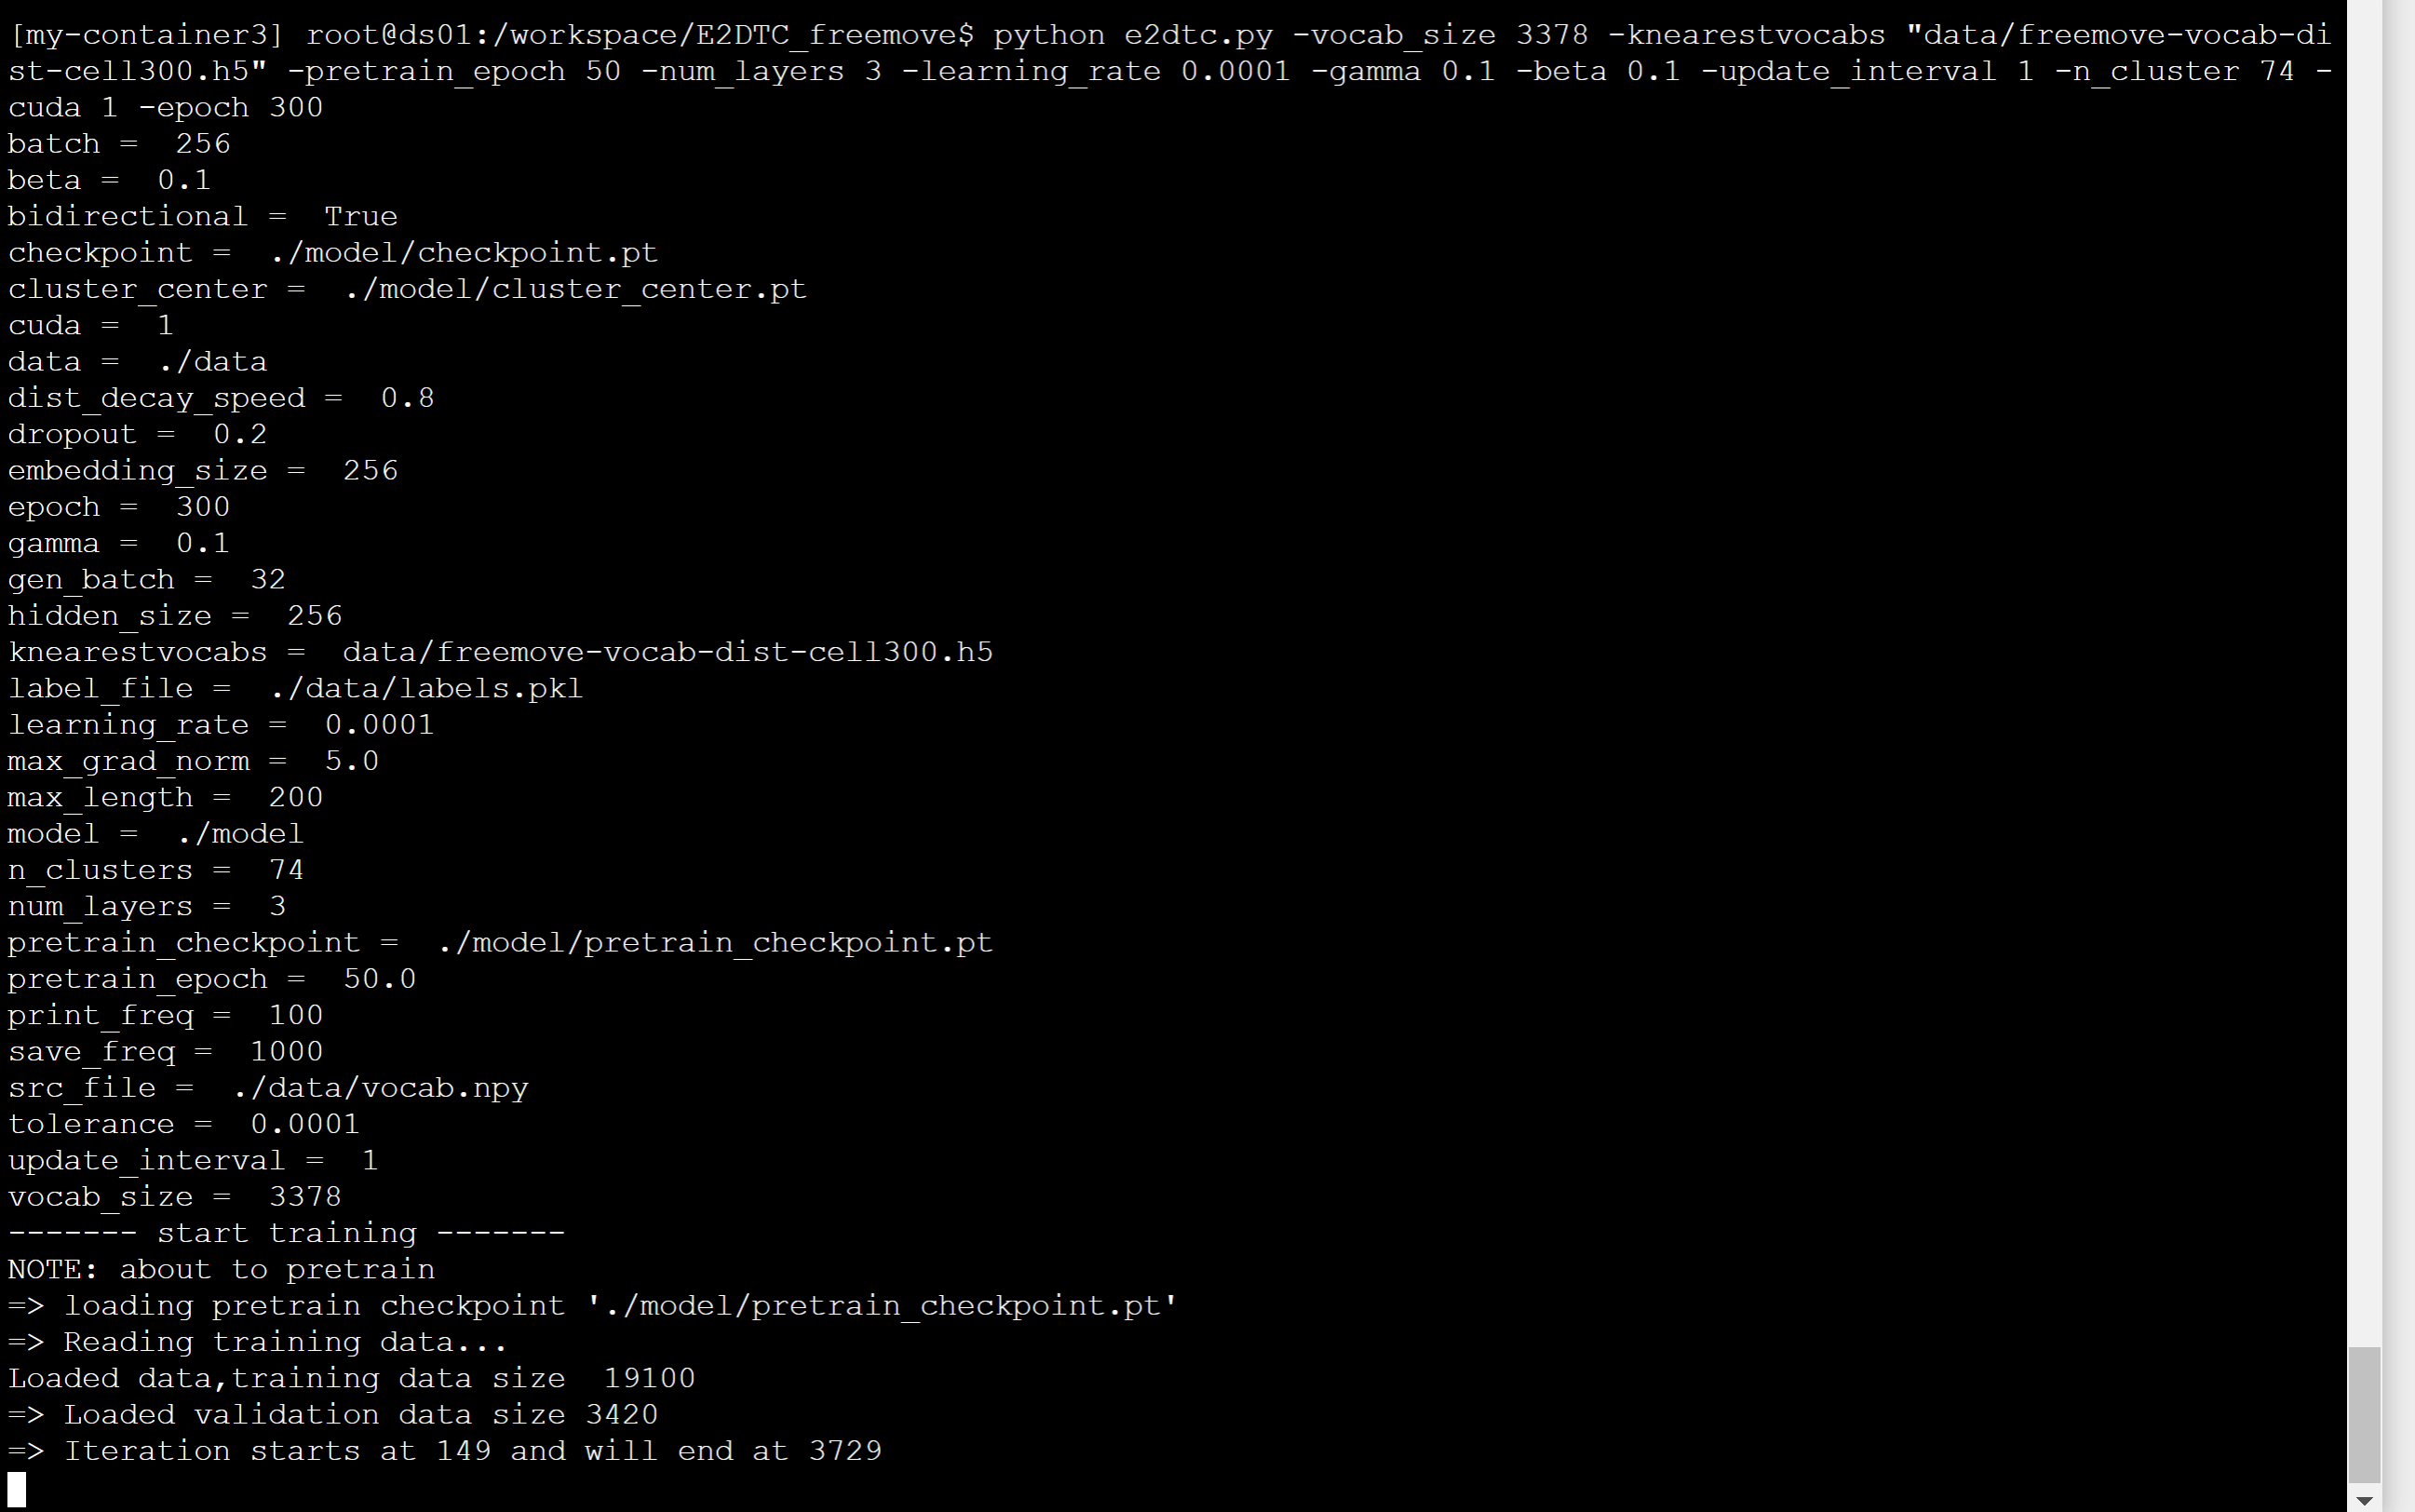 [my-container3] root@ds01:/workspace/E2DTC_freemove$ python e2dtc.py -vocab_size 3378 -knearestvocabs "data/freemove-vocab-di
st-cell300.h5" -pretrain_epoch 50 -num_layers 3 -learning_rate 0.0001 -gamma 0.1 -beta 0.1 -update_interval 1 -n_cluster 74 -
cuda 1 -epoch 300
batch =  256
beta =  0.1
bidirectional =  True
checkpoint =  ./model/checkpoint.pt
cluster_center =  ./model/cluster_center.pt
cuda =  1
data =  ./data
dist_decay_speed =  0.8
dropout =  0.2
embedding_size =  256
epoch =  300
gamma =  0.1
gen_batch =  32
hidden_size =  256
knearestvocabs =  data/freemove-vocab-dist-cell300.h5
label_file =  ./data/labels.pkl
learning_rate =  0.0001
max_grad_norm =  5.0
max_length =  200
model =  ./model
n_clusters =  74
num_layers =  3
pretrain_checkpoint =  ./model/pretrain_checkpoint.pt
pretrain_epoch =  50.0
print_freq =  100
save_freq =  1000
src_file =  ./data/vocab.npy
tolerance =  0.0001
update_interval =  1
vocab_size =  3378
------- start training -------
NOTE: about to pretrain
=> loading pretrain checkpoint './model/pretrain_checkpoint.pt'
=> Reading training data...
Loaded data,training data size  19100
=> Loaded validation data size 3420
=> Iteration starts at 149 and will end at 3729